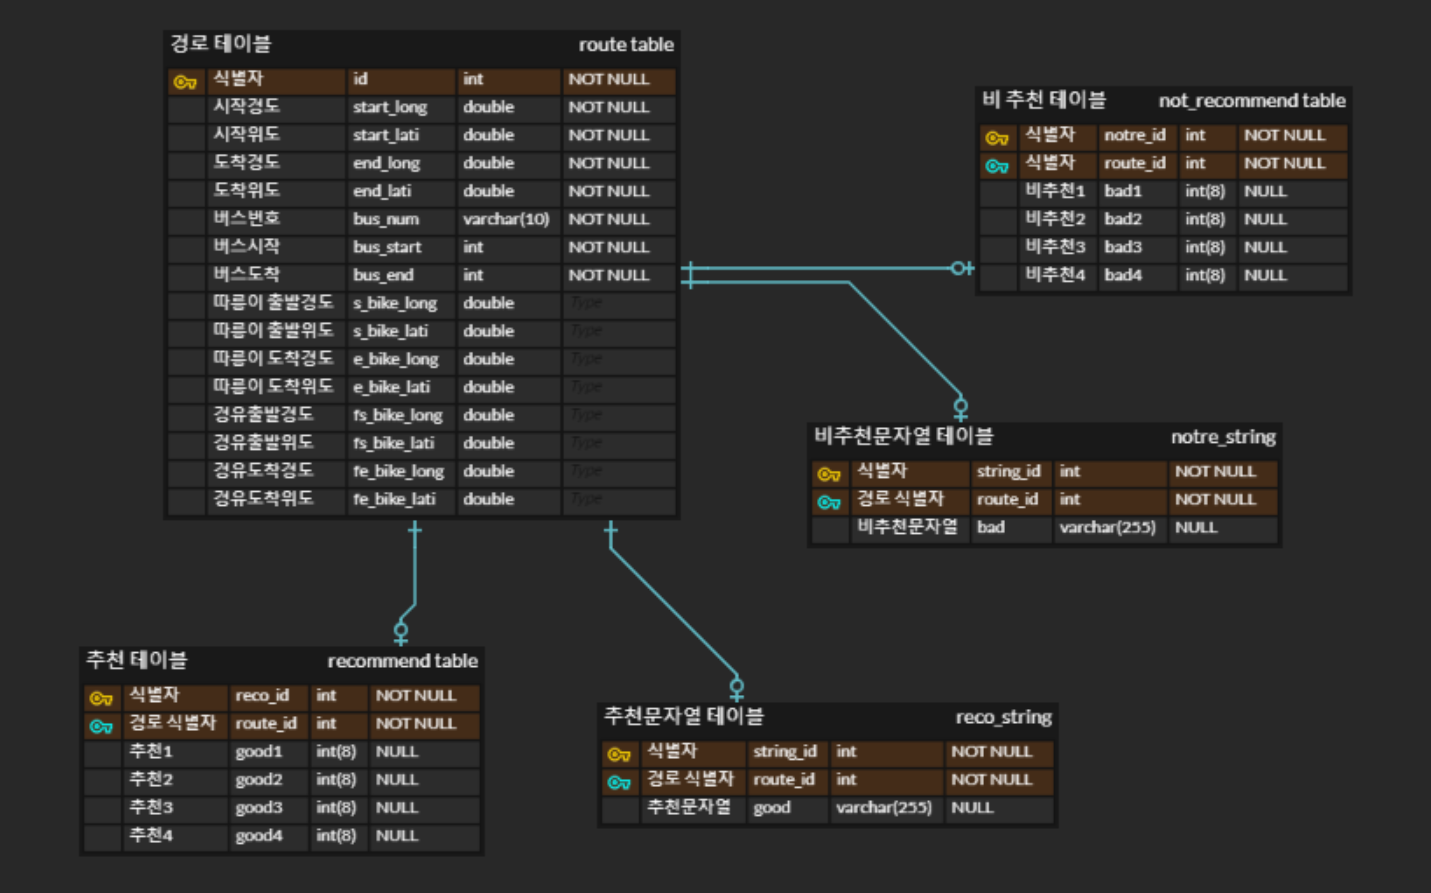 경로 테이블 route table
식별자 id int NOT NULL
시작경도 start_long double NOT NULL
시작위도 start_lati double NOT NULL
도착경도 end_long double NOT NULL
도착위도 end_lati double NOT NULL
버스번호 bus_num varchar(10) NOT NULL
버스시작 bus_start int NOT NULL
버스도착 bus_end int NOT NULL
따릉이 출발경도 s_bike_long double Type
따릉이 출발위도 s_bike_lati double Type
따릉이 도착경도 e_bike_long double Type
따릉이 도착위도 e_bike_lati double Type
경유출발경도 fs_bike_long double Type
경유출발위도 fs_bike_lati double Type
경유도착경도 fe_bike_long double Type
경유도착위도 fe_bike_lati double Type
비 추천 테이블 not_recommend table
식별자 notre_id int NOT NULL
식별자 route_id int NOT NULL
비추천1 bad1 int(8) NULL
비추천2 bad2 int(8) NULL
비추천3 bad3 int(8) NULL
비추천4 bad4 int(8) NULL
비추천문자열 테이블 notre_string
식별자 string_id int NOT NULL
경로 식별자 route_id int NOT NULL
비추천문자열 bad varchar(255) NULL
추천 테이블 recommend table
식별자 reco_id int NOT NULL
경로 식별자 route_id int NOT NULL
추천1 good1 int(8) NULL
추천2 good2 int(8) NULL
추천3 good3 int(8) NULL
추천4 good4 int(8) NULL
추천문자열 테이블 reco_string
식별자 string_id int NOT NULL
경로 식별자 route_id int NOT NULL
추천문자열 good varchar(255) NULL